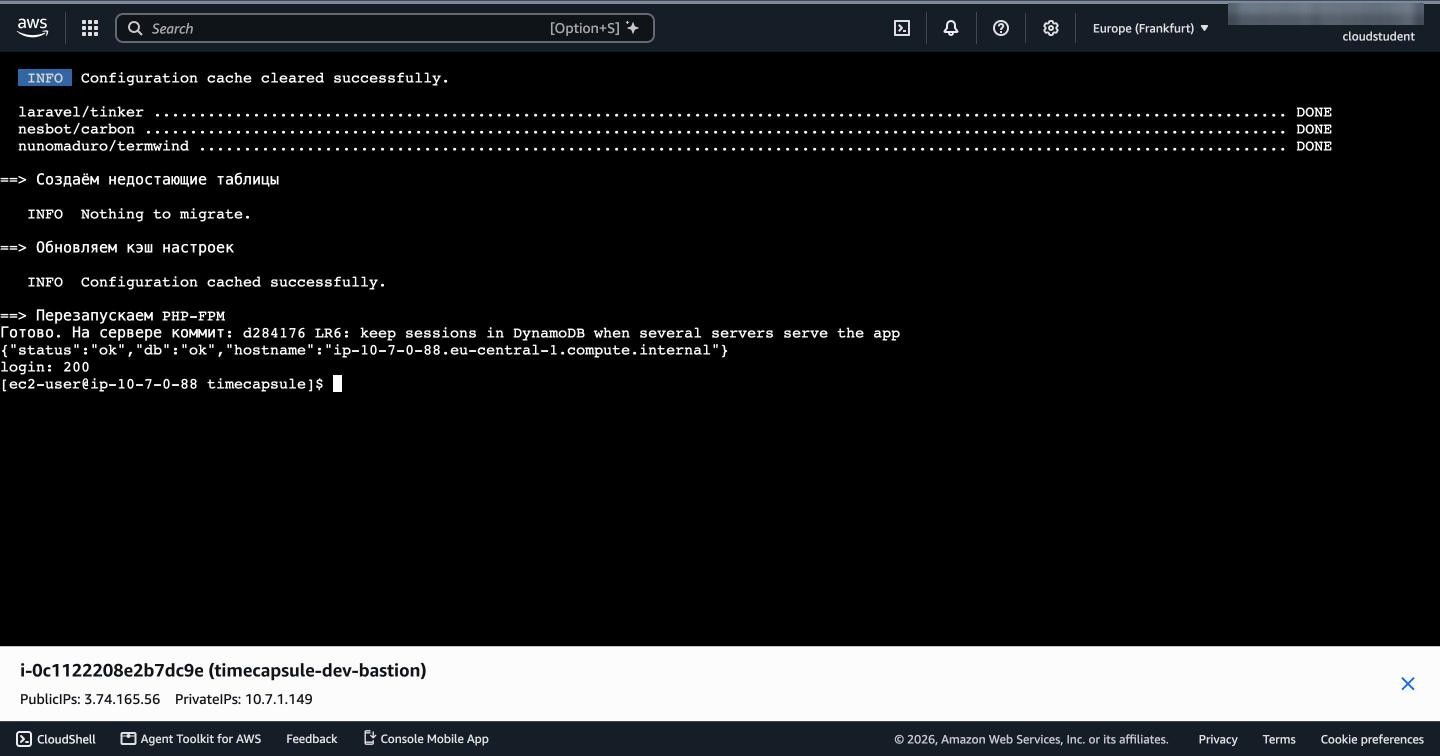 aws
Search [Option+S]
Europe (Frankfurt)
cloudstudent
INFO Configuration cache cleared successfully.
laravel/tinker .............................................................................................................................. DONE
nesbot/carbon ............................................................................................................................... DONE
nunomaduro/termwind ......................................................................................................................... DONE
==> Создаём недостающие таблицы
INFO Nothing to migrate.
==> Обновляем кэш настроек
INFO Configuration cached successfully.
==> Перезапускаем PHP-FPM
Готово. На сервере коммит: d284176 LR6: keep sessions in DynamoDB when several servers serve the app
{"status":"ok","db":"ok","hostname":"ip-10-7-0-88.eu-central-1.compute.internal"}
login: 200
[ec2-user@ip-10-7-0-88 timecapsule]$
i-0c1122208e2b7dc9e (timecapsule-dev-bastion)
PublicIPs: 3.74.165.56 PrivateIPs: 10.7.1.149
CloudShell Agent Toolkit for AWS Feedback Console Mobile App © 2026, Amazon Web Services, Inc. or its affiliates. Privacy Terms Cookie preferences